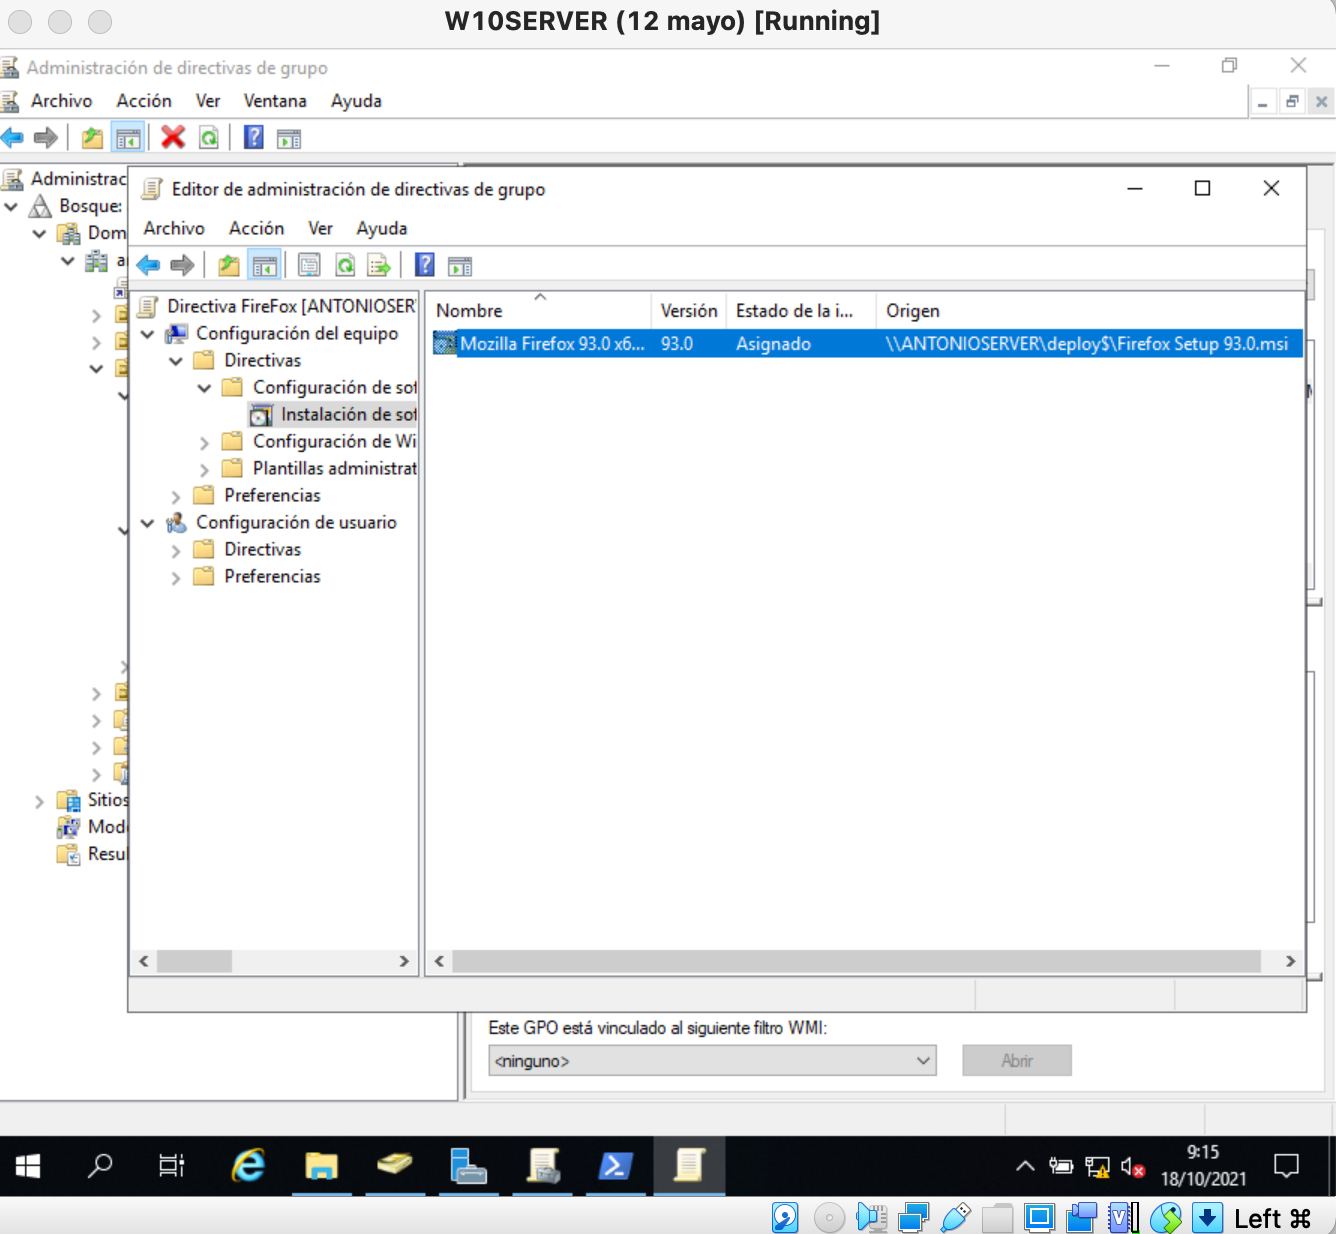 W10SERVER (12 mayo) [Running]
Administración de directivas de grupo
Archivo Acción Ver Ventana Ayuda
Administrac
Bosque:
Dom
Sitios
Mode
Resul
Editor de administración de directivas de grupo
Archivo Acción Ver Ayuda
Directiva FireFox [ANTONIOSER
Configuración del equipo
Directivas
Configuración de sof
Instalación de sof
Configuración de Wi
Plantillas administrat
Preferencias
Configuración de usuario
Directivas
Preferencias
Nombre Versión Estado de la i... Origen
Mozilla Firefox 93.0 x6... 93.0 Asignado \\ANTONIOSERVER\deploy$\Firefox Setup 93.0.msi
Este GPO está vinculado al siguiente filtro WMI:
<ninguno> Abrir
9:15
18/10/2021
Left ⌘